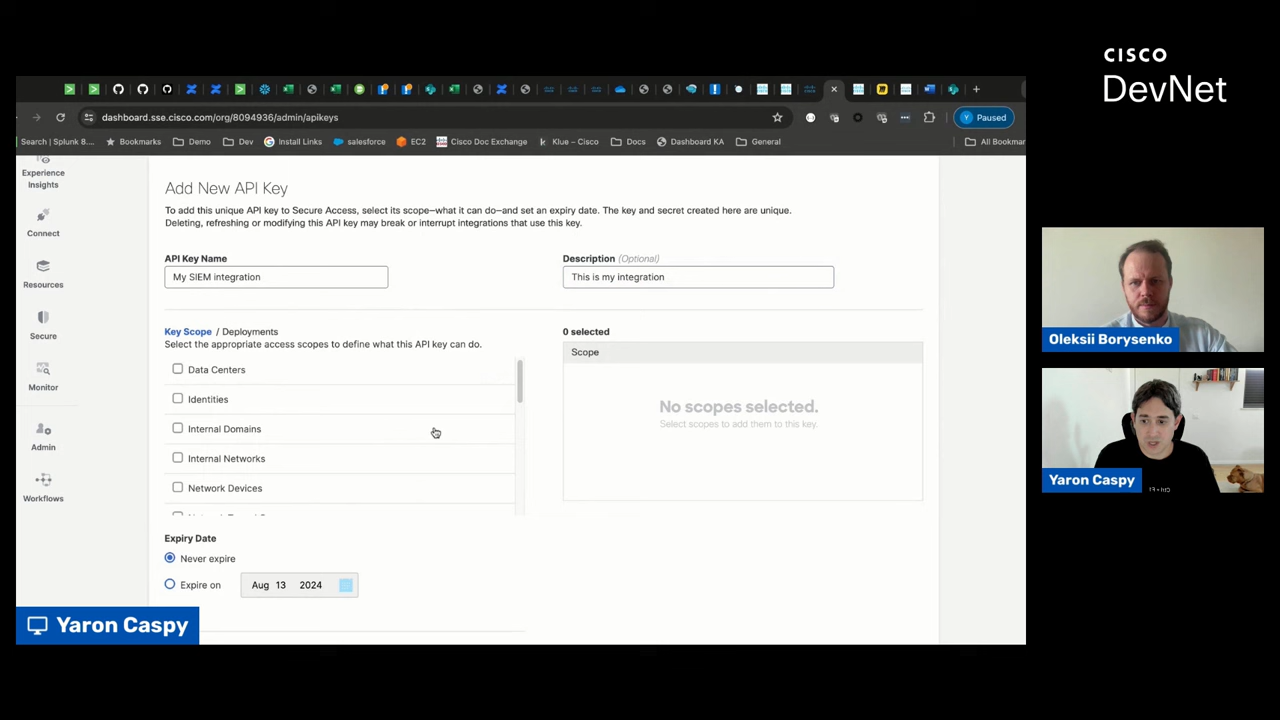 CISCO
DevNet
dashboard.sse.cisco.com/org/8094936/admin/apikeys
Paused
Search | Splunk 8....
Bookmarks
Demo
Dev
Install Links
salesforce
EC2
Cisco Doc Exchange
Klue – Cisco
Docs
Dashboard KA
General
All Bookmar
Experience
Insights
Connect
Resources
Secure
Monitor
Admin
Workflows
Add New API Key
To add this unique API key to Secure Access, select its scope—what it can do—and set an expiry date. The key and secret created here are unique.
Deleting, refreshing or modifying this API key may break or interrupt integrations that use this key.
API Key Name
My SIEM integration
Description (Optional)
This is my integration
Key Scope / Deployments
Select the appropriate access scopes to define what this API key can do.
Data Centers
Identities
Internal Domains
Internal Networks
Network Devices
0 selected
Scope
No scopes selected.
Select scopes to add them to this key.
Expiry Date
Never expire
Expire on
Aug 13 2024
Yaron Caspy
Oleksii Borysenko
Yaron Caspy